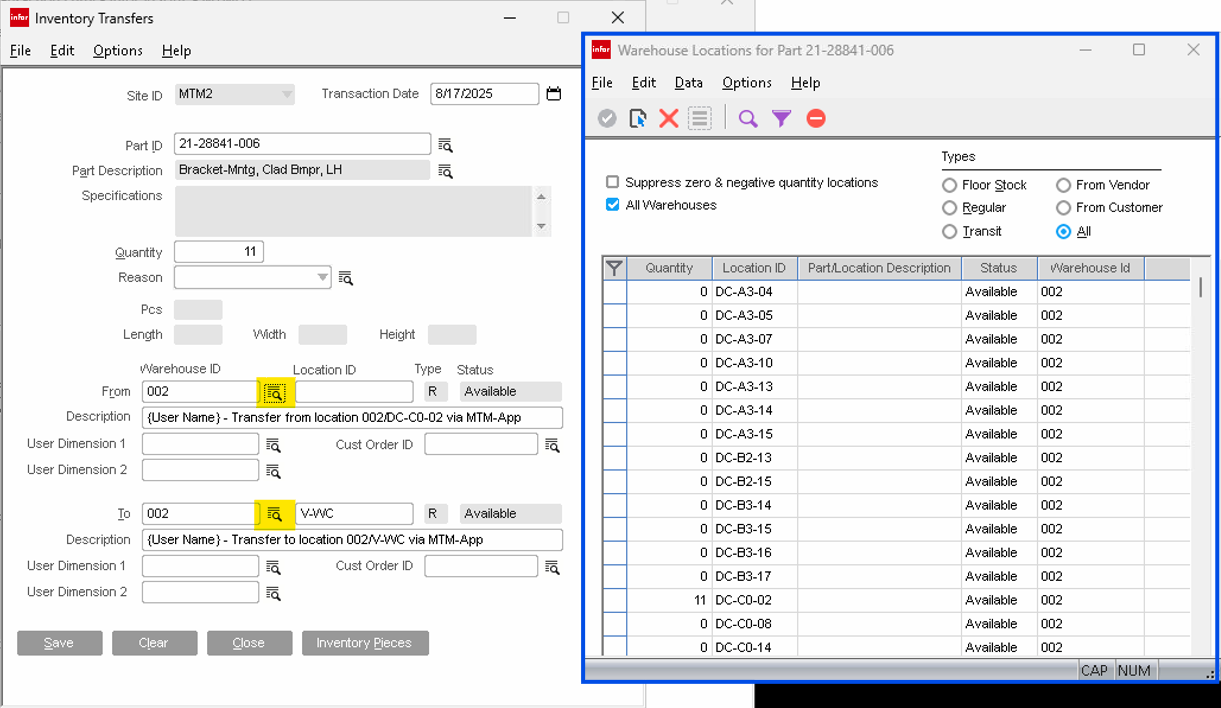 infor Inventory Transfers
File Edit Options Help
Site ID MTM2 Transaction Date 8/17/2025
Part ID 21-28841-006
Part Description Bracket-Mntg, Clad Bmpr, LH
Specifications
Quantity 11
Reason
Pcs
Length Width Height
Warehouse ID Location ID Type Status
From 002 R Available
Description {User Name} - Transfer from location 002/DC-C0-02 via MTM-App
User Dimension 1 Cust Order ID
User Dimension 2
To 002 V-WC R Available
Description {User Name} - Transfer to location 002/V-WC via MTM-App
User Dimension 1 Cust Order ID
User Dimension 2
Save Clear Close Inventory Pieces
infor Warehouse Locations for Part 21-28841-006
File Edit Data Options Help
Types
Suppress zero & negative quantity locations
All Warehouses
Floor Stock From Vendor
Regular From Customer
Transit All
Quantity Location ID Part/Location Description Status Warehouse Id
0 DC-A3-04 Available 002
0 DC-A3-05 Available 002
0 DC-A3-07 Available 002
0 DC-A3-10 Available 002
0 DC-A3-13 Available 002
0 DC-A3-14 Available 002
0 DC-A3-15 Available 002
0 DC-B2-13 Available 002
0 DC-B2-15 Available 002
0 DC-B3-14 Available 002
0 DC-B3-15 Available 002
0 DC-B3-16 Available 002
0 DC-B3-17 Available 002
11 DC-C0-02 Available 002
0 DC-C0-08 Available 002
0 DC-C0-14 Available 002
CAP NUM